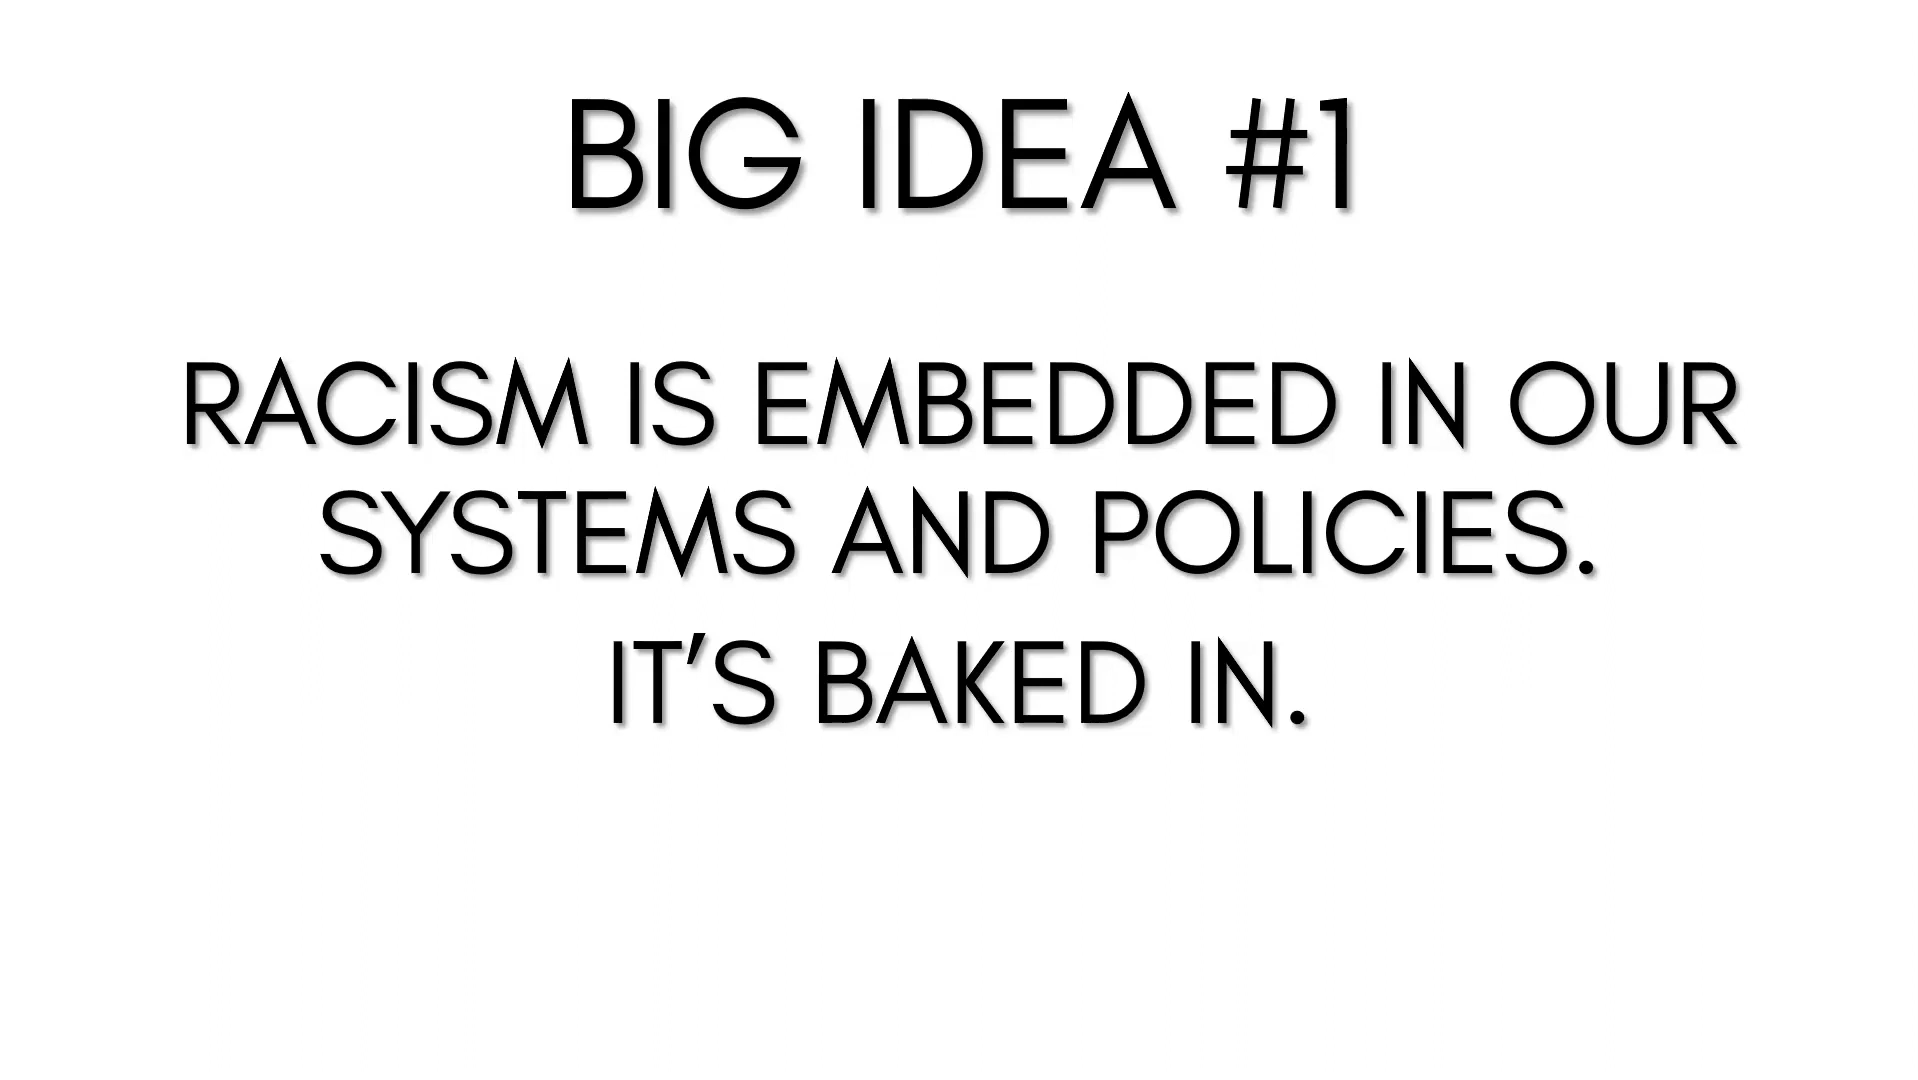 BIG IDEA #1
RACISM IS EMBEDDED IN OUR
SYSTEMS AND POLICIES.
IT'S BAKED IN.